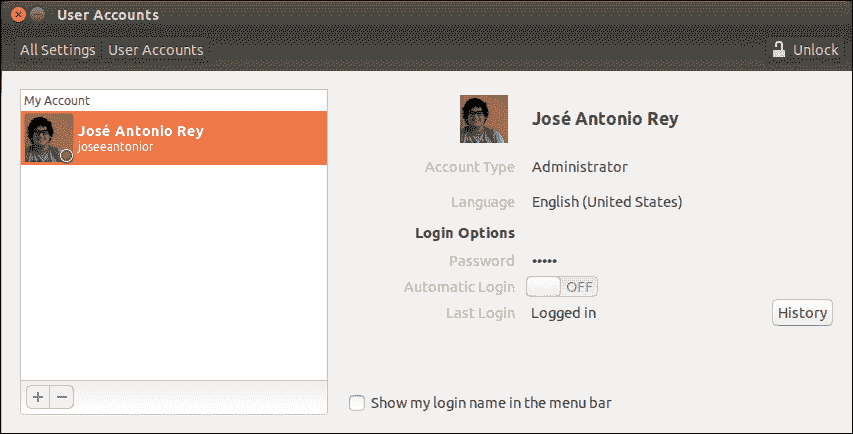 User Accounts
All Settings User Accounts Unlock
My Account
José Antonio Rey
joseeantonior
José Antonio Rey
Account Type Administrator
Language English (United States)
Login Options
Password •••••
Automatic Login OFF
Last Login Logged in History
Show my login name in the menu bar